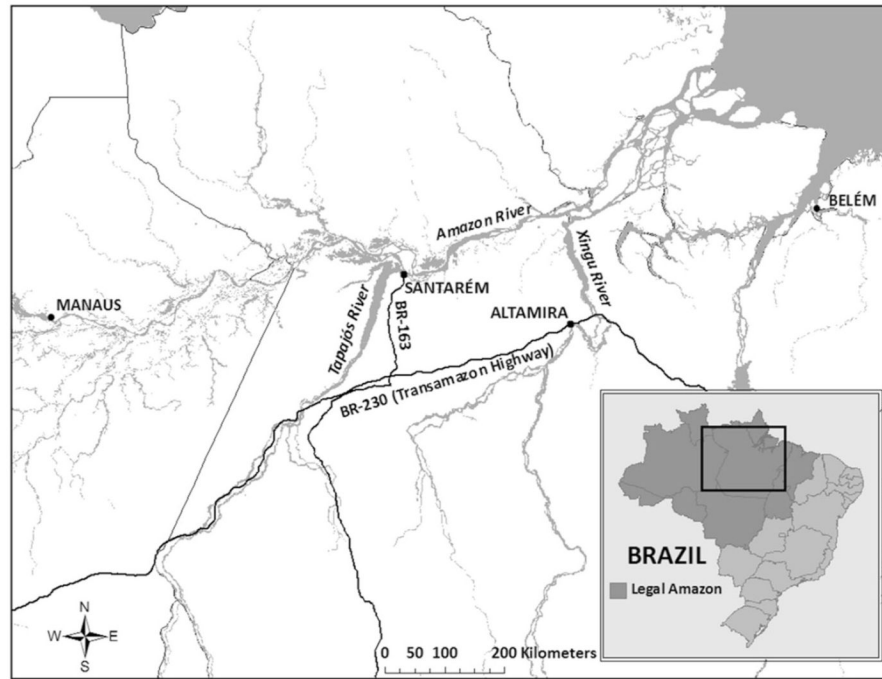 BELÉM
Amazon River
Xingu River
SANTARÉM
MANAUS
Tapajós River
BR-163
ALTAMIRA
BR-230 (Transamazon Highway)
BRAZIL
Legal Amazon
N
W E
S
0 50 100 200 Kilometers